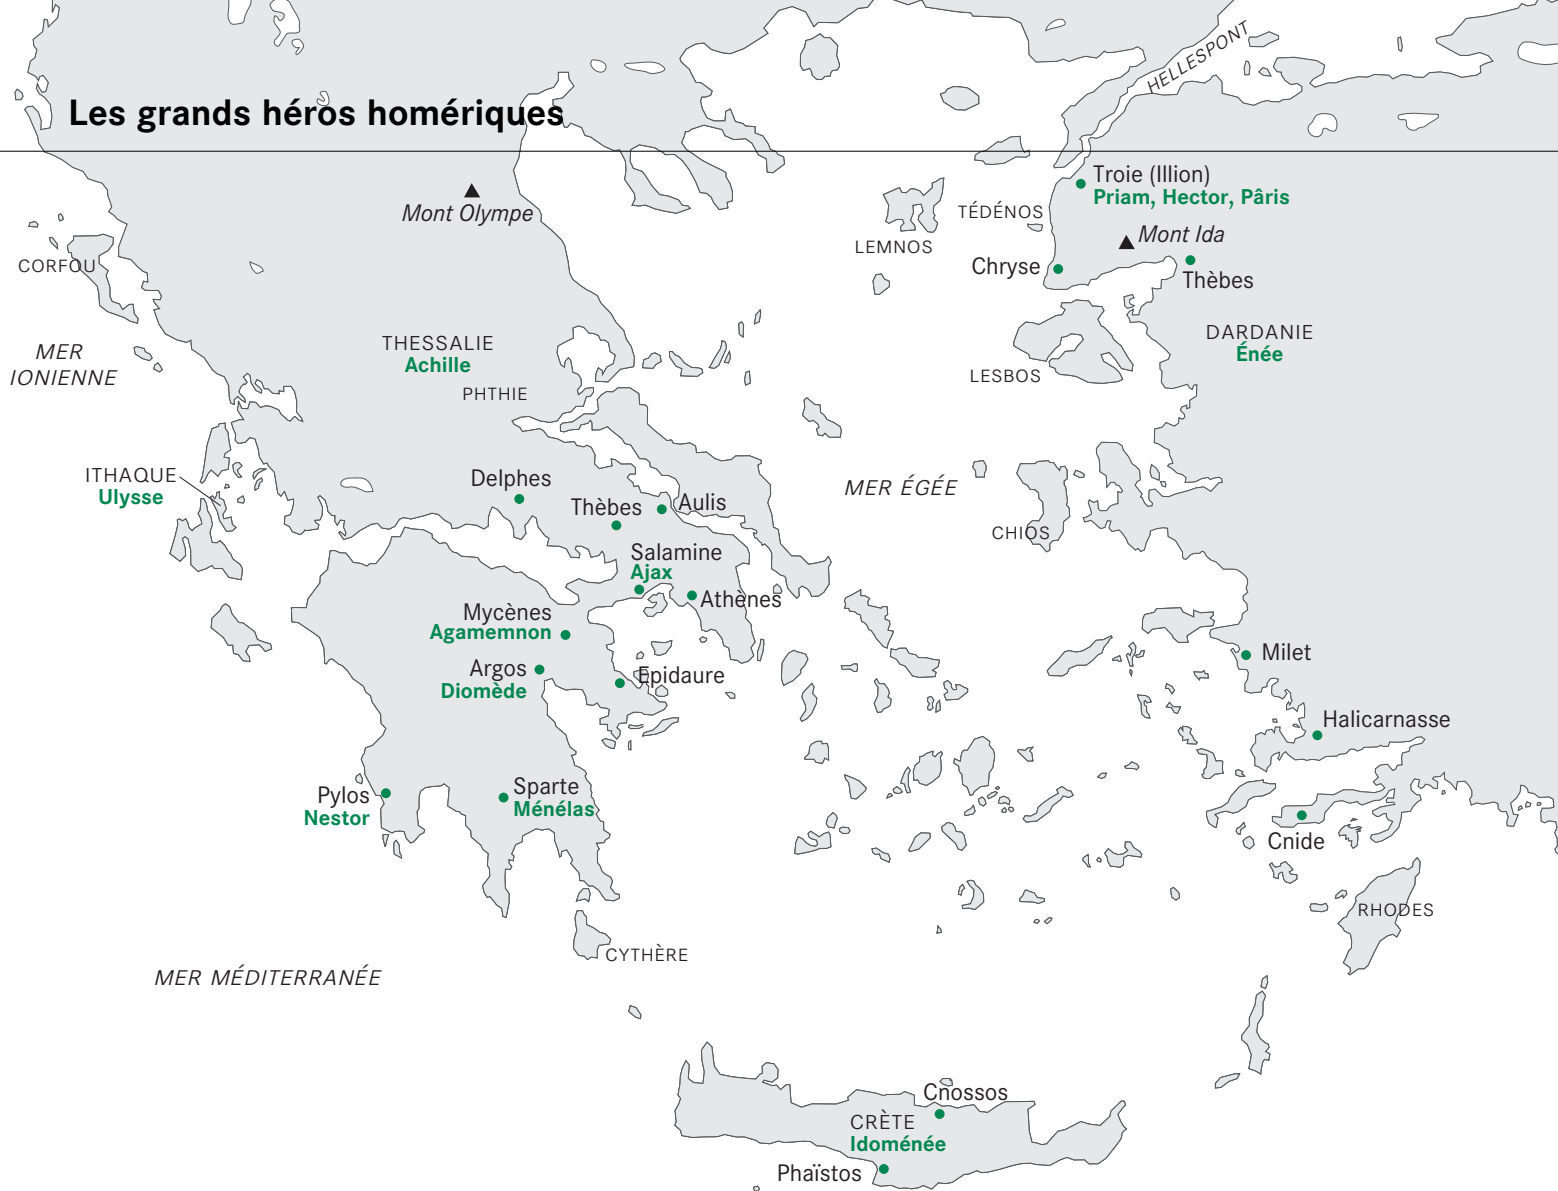 HELLESPONT
Les grands héros homériques
Troie (Illion)
Priam, Hector, Pâris
Mont Olympe
TÉDÉNOS
Mont Ida
LEMNOS
CORFOU
Chryse
Thèbes
DARDANIE
Énée
THESSALIE
Achille
MER
IONIENNE
LESBOS
PHTHIE
ITHAQUE
Ulysse
Delphes
MER ÉGÉE
Thèbes
Aulis
CHIOS
Salamine
Ajax
Athènes
Mycènes
Agamemnon
Milet
Argos
Diomède
Epidaure
Halicarnasse
Pylos
Nestor
Sparte
Ménélas
Cnide
RHODES
CYTHÈRE
MER MÉDITERRANÉE
Cnossos
CRÈTE
Idoménée
Phaïstos